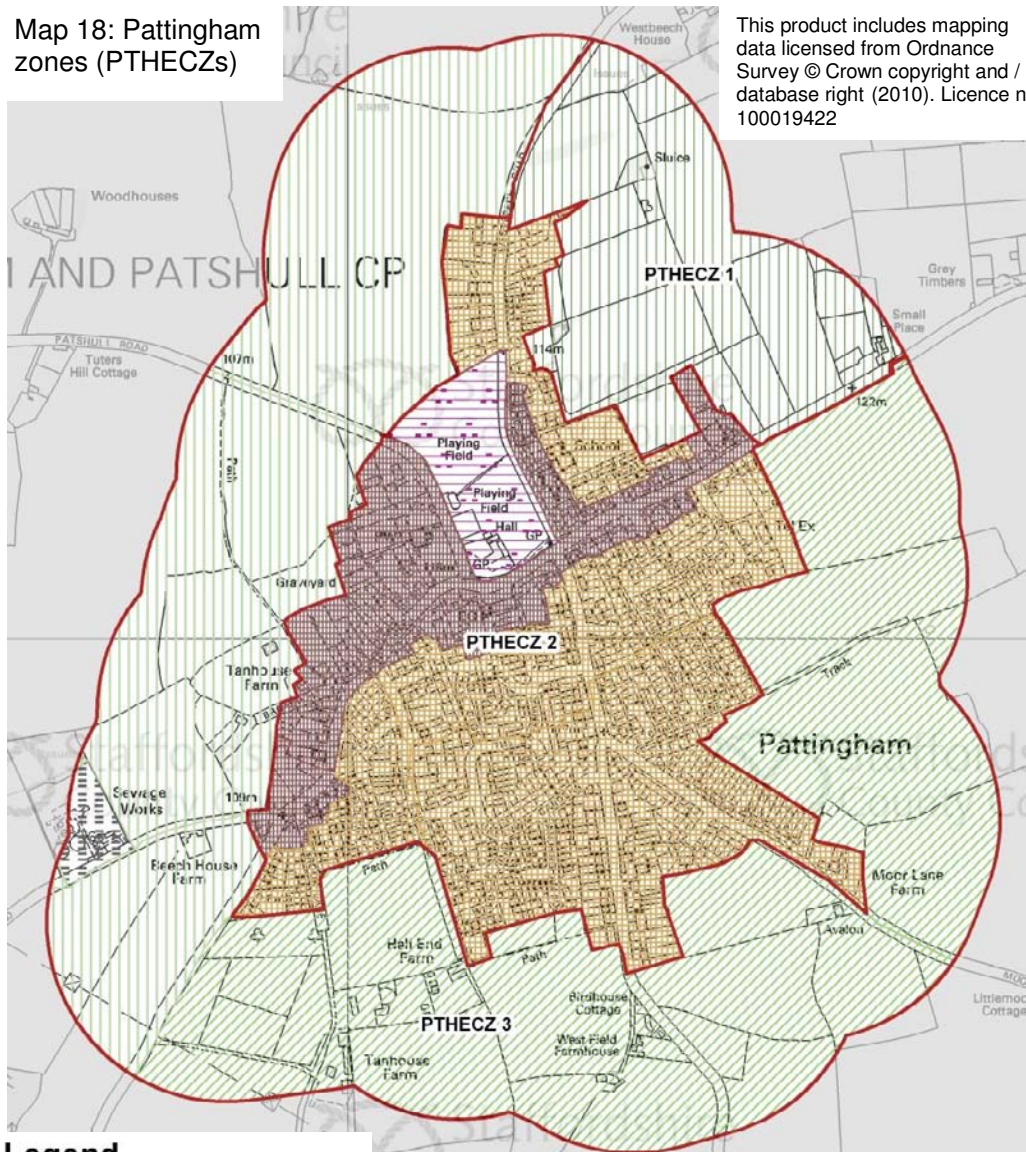 Map 18: Pattingham
zones (PTHECZs)
This product includes mapping
data licensed from Ordnance
Survey © Crown copyright and /
database right (2010). Licence n
100019422
Westbeech
House
Issues
Sluice
Woodhouses
M AND PATSHULL CP
PTHECZ 1
Grey
Timbers
Small
Place
PATSHULL ROAD
Tuters
Hill Cottage
107m
114m
122m
Path
School
Playing
Field
Playing
Field
Hall
GP
GP
Tel Ex
Graveyard
PTHECZ 2
Tanhouse
Farm
Track
Pattingham
Sewage
Works
109m
Beech House
Farm
Path
Moor Lane
Farm
Avalon
Hall End
Farm
Path
Littlemoor
Cottage
Birdhouse
Cottage
PTHECZ 3
West Field
Farmhouse
Tanhouse
Farm
Legend